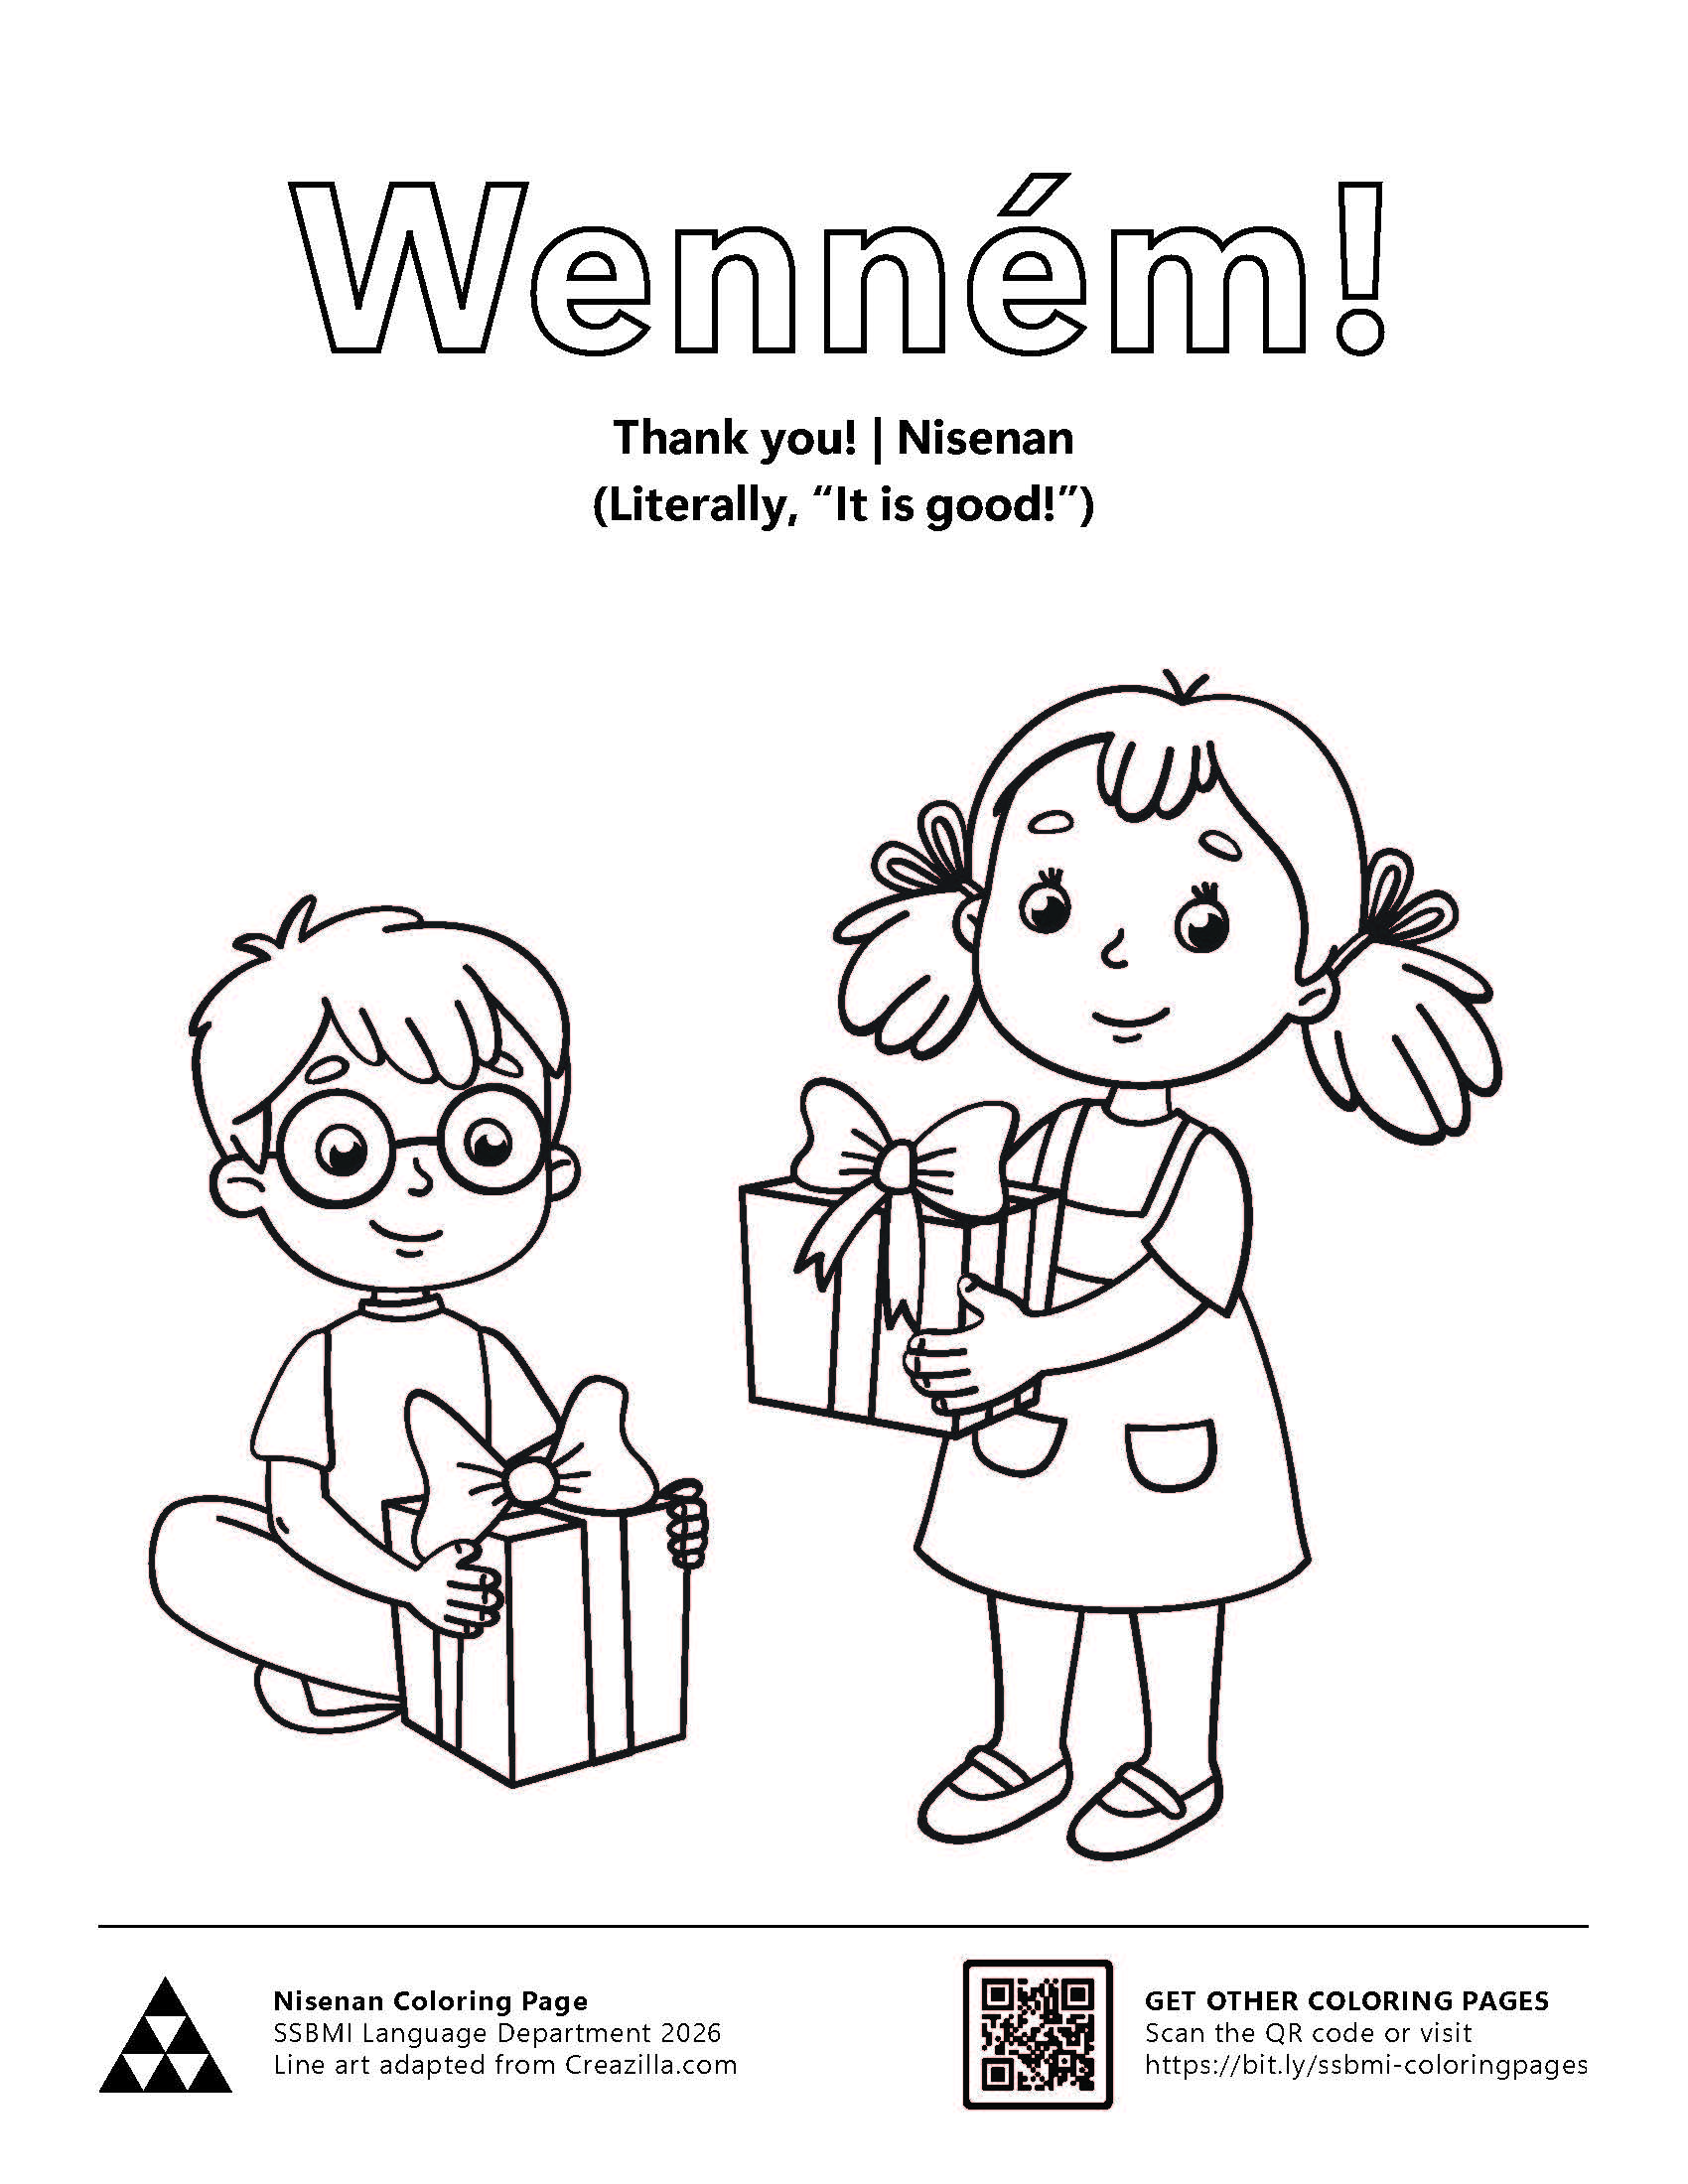 Wenném!
Thank you! | Nisenan
(Literally, “It is good!”)
Nisenan Coloring Page
SSBMI Language Department 2026
Line art adapted from Creazilla.com
GET OTHER COLORING PAGES
Scan the QR code or visit
https://bit.ly/ssbmi-coloringpages